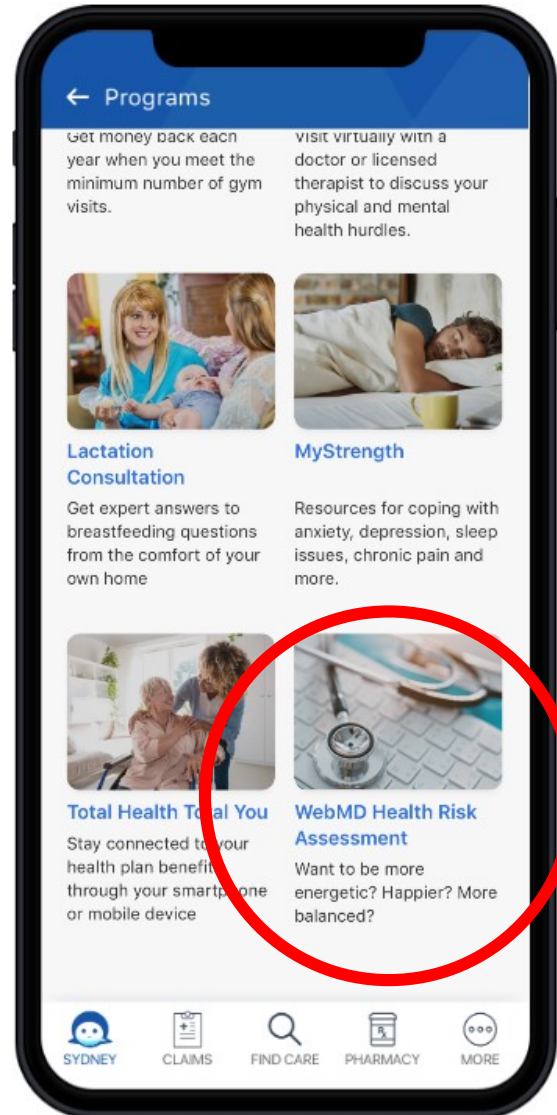 Programs
Get money back each
year when you meet the
minimum number of gym
visits.
Visit virtually with a
doctor or licensed
therapist to discuss your
physical and mental
health hurdles.
Lactation
Consultation
Get expert answers to
breastfeeding questions
from the comfort of your
own home
MyStrength
Resources for coping with
anxiety, depression, sleep
issues, chronic pain and
more.
Total Health Total You
Stay connected to your
health plan benefit
through your smartphone
or mobile device
WebMD Health Risk
Assessment
Want to be more
energetic? Happier? More
balanced?
SYDNEY
CLAIMS
FIND CARE
PHARMACY
MORE